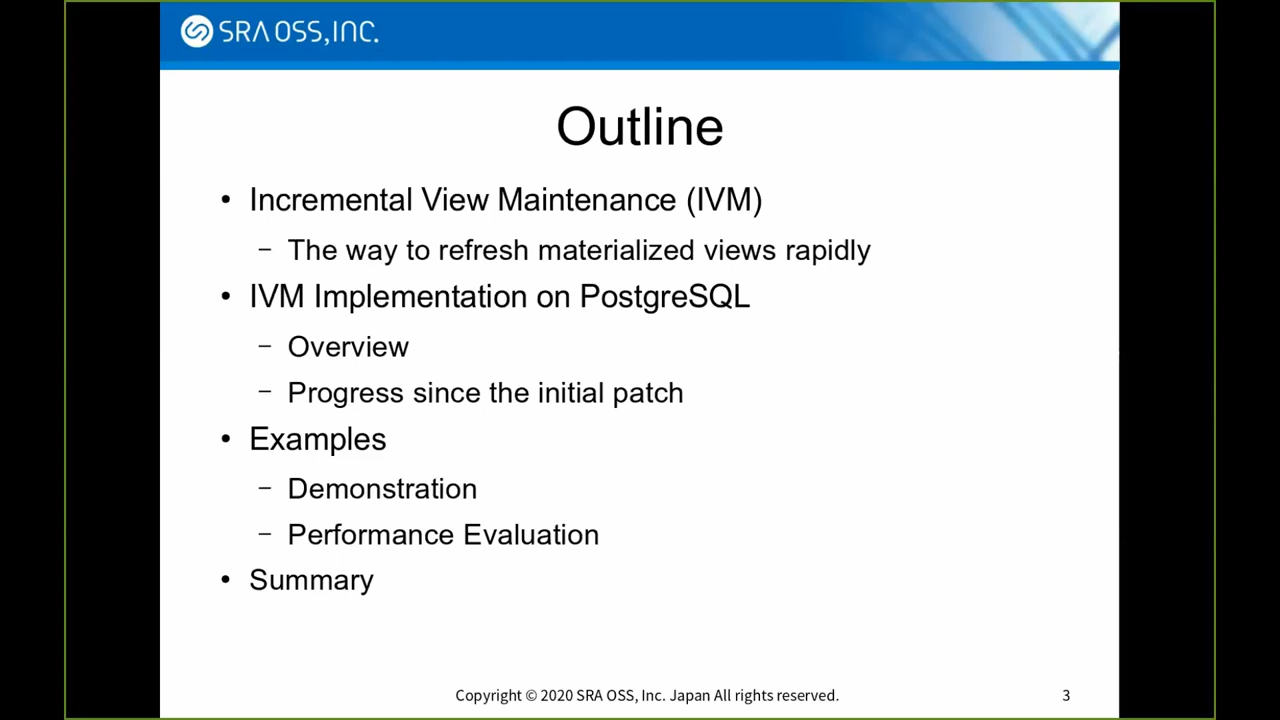 SRA OSS, INC.
Outline
• Incremental View Maintenance (IVM)
– The way to refresh materialized views rapidly
• IVM Implementation on PostgreSQL
– Overview
– Progress since the initial patch
• Examples
– Demonstration
– Performance Evaluation
• Summary
Copyright © 2020 SRA OSS, Inc. Japan All rights reserved.
3